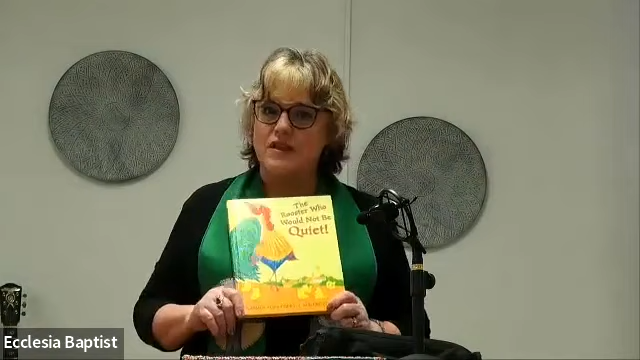 The
Rooster Who
Would Not Be
Quiet!
Ecclesia Baptist